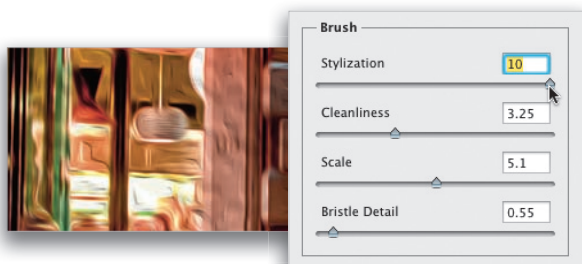 Brush
Stylization 10
Cleanliness 3.25
Scale 5.1
Bristle Detail 0.55